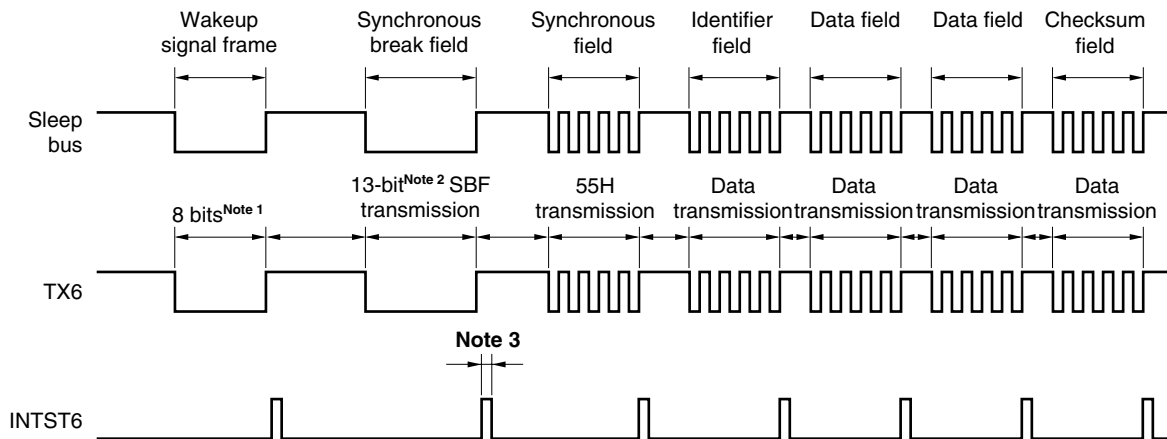 Wakeup
signal frame
Synchronous
break field
Synchronous
field
Identifier
field
Data field
Data field
Checksum
field
Sleep
bus
8 bitsNote 1
13-bitNote 2 SBF
transmission
55H
transmission
Data
transmission
Data
transmission
Data
transmission
Data
transmission
TX6
Note 3
INTST6